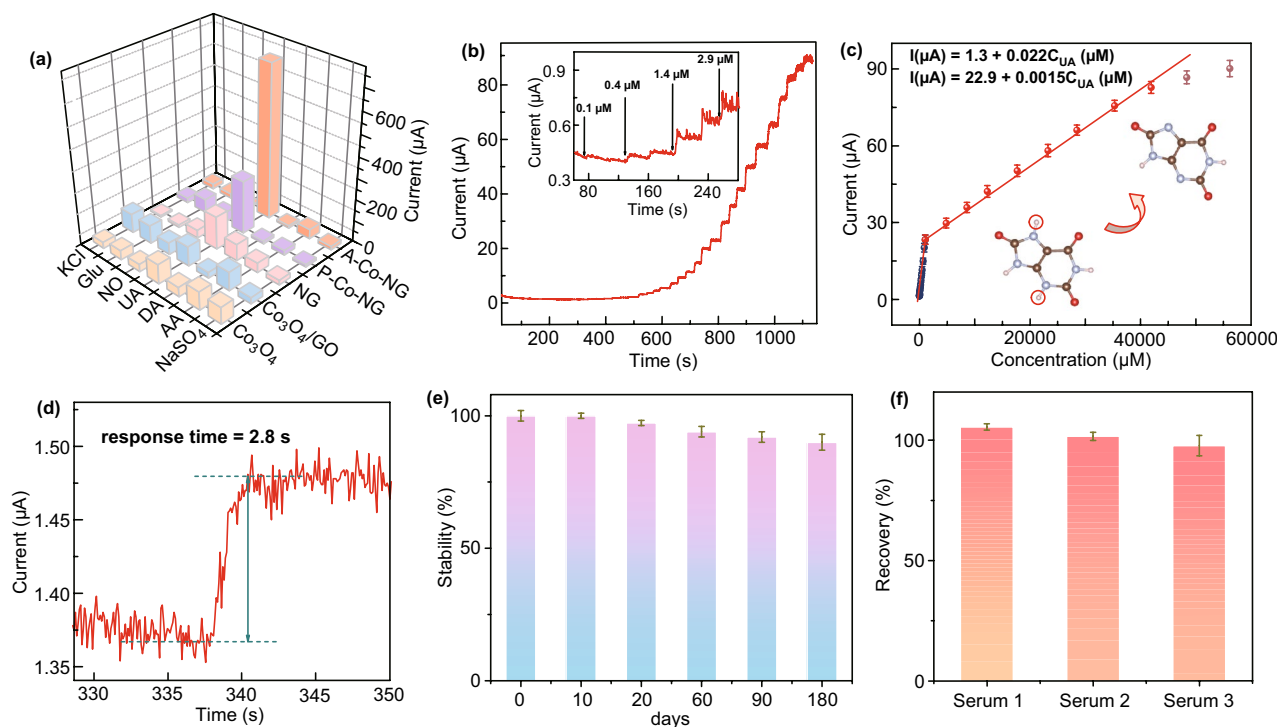 (a)
Current (µA)
600
400
200
0
KCl
Glu
NO
UA
DA
AA
NaSO4
Co3O4
Co3O4/GO
NG
P-Co-NG
A-Co-NG
(b)
Current (µA)
80
60
40
20
0
200 400 600 800 1000
Time (s)
Current (µA)
0.9
0.6
0.3
80 160 240
Time (s)
0.1 µM
0.4 µM
1.4 µM
2.9 µM
(c)
I(µA) = 1.3 + 0.022CUA (µM)
I(µA) = 22.9 + 0.0015CUA (µM)
Current (µA)
90
60
30
0
0 20000 40000 60000
Concentration (µM)
(d)
response time = 2.8 s
Current (µA)
1.50
1.45
1.40
1.35
330 335 340 345 350
Time (s)
(e)
Stability (%)
100
50
0
0 10 20 60 90 180
days
(f)
Recovery (%)
100
50
0
Serum 1 Serum 2 Serum 3